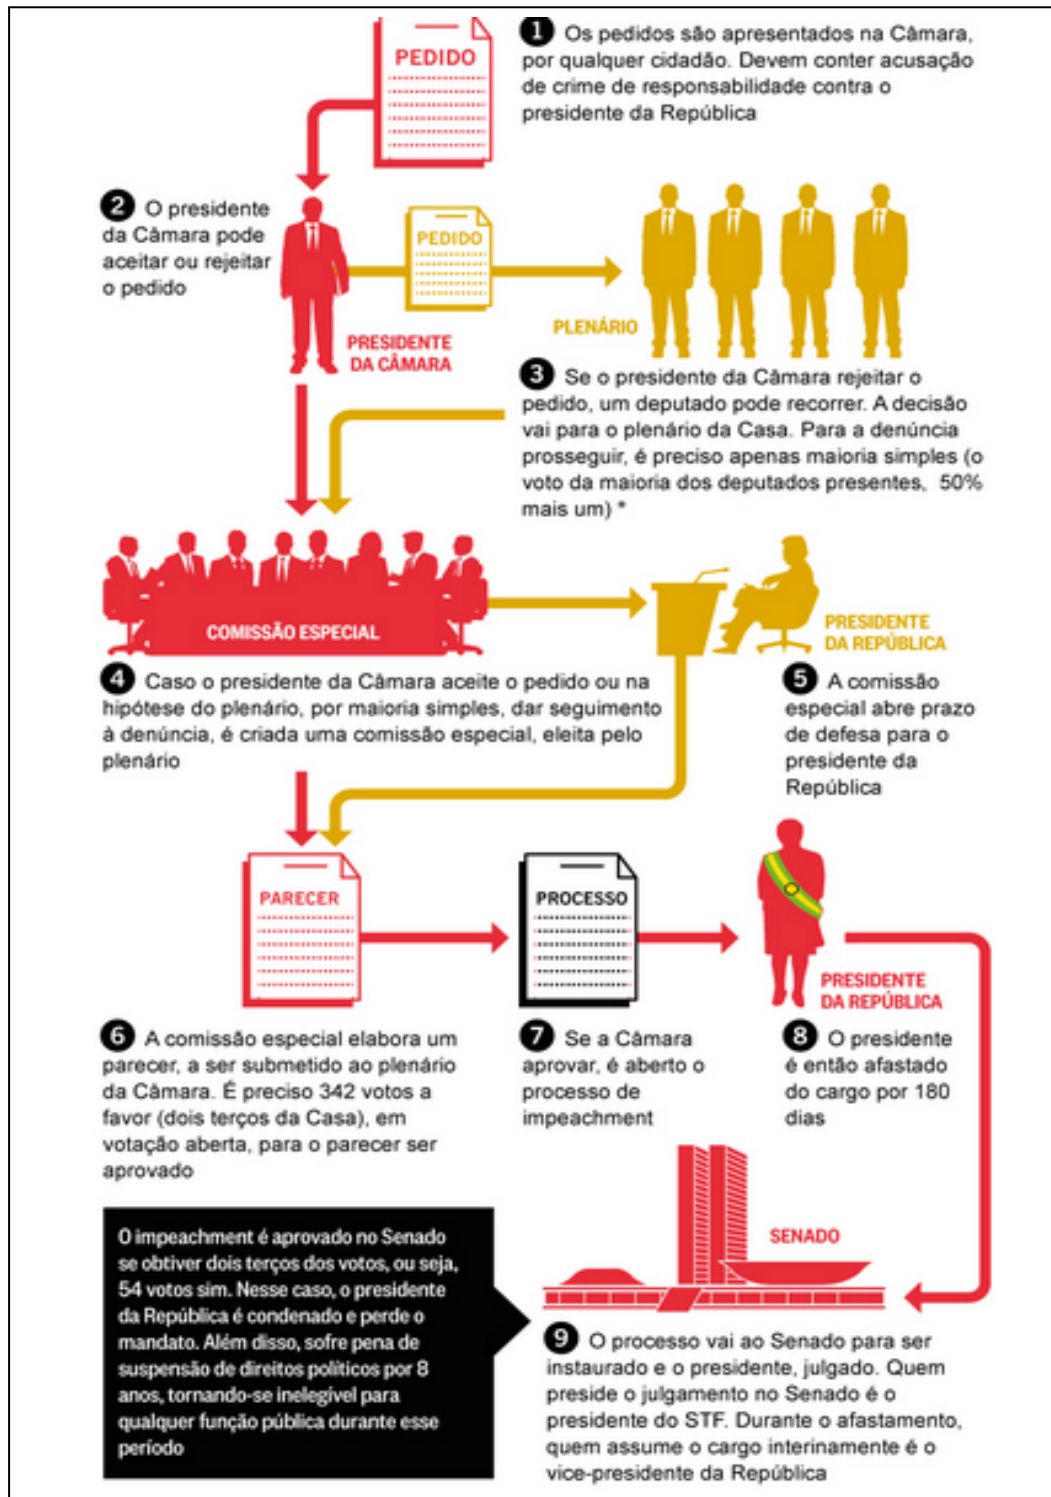 PEDIDO
1 Os pedidos são apresentados na Câmara,
por qualquer cidadão. Devem conter acusação
de crime de responsabilidade contra o
presidente da República
2 O presidente
da Câmara pode
aceitar ou rejeitar
o pedido
PEDIDO
PLENÁRIO
PRESIDENTE
DA CÂMARA
3 Se o presidente da Câmara rejeitar o
pedido, um deputado pode recorrer. A decisão
vai para o plenário da Casa. Para a denúncia
prosseguir, é preciso apenas maioria simples (o
voto da maioria dos deputados presentes, 50%
mais um) *
COMISSÃO ESPECIAL
PRESIDENTE
DA REPÚBLICA
4 Caso o presidente da Câmara aceite o pedido ou na
hipótese do plenário, por maioria simples, dar seguimento
à denúncia, é criada uma comissão especial, eleita pelo
plenário
5 A comissão
especial abre prazo
de defesa para o
presidente da
República
PARECER
PROCESSO
PRESIDENTE
DA REPÚBLICA
6 A comissão especial elabora um
parecer, a ser submetido ao plenário
da Câmara. É preciso 342 votos a
favor (dois terços da Casa), em
votação aberta, para o parecer ser
aprovado
7 Se a Câmara
aprovar, é aberto o
processo de
impeachment
8 O presidente
é então afastado
do cargo por 180
dias
SENADO
O impeachment é aprovado no Senado
se obtiver dois terços dos votos, ou seja,
54 votos sim. Nesse caso, o presidente
da República é condenado e perde o
mandato. Além disso, sofre pena de
suspensão de direitos políticos por 8
anos, tornando-se inelegível para
qualquer função pública durante esse
período
9 O processo vai ao Senado para ser
instaurado e o presidente, julgado. Quem
preside o julgamento no Senado é o
presidente do STF. Durante o afastamento,
quem assume o cargo interinamente é o
vice-presidente da República